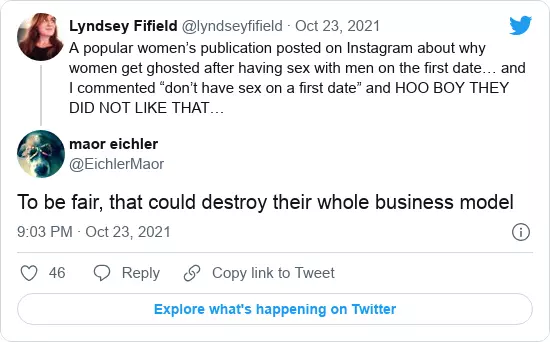 Lyndsey Fifield @lyndseyfifield · Oct 23, 2021
A popular women's publication posted on Instagram about why
women get ghosted after having sex with men on the first date… and
I commented “don't have sex on a first date” and HOO BOY THEY
DID NOT LIKE THAT…
maor eichler
@EichlerMaor
To be fair, that could destroy their whole business model
9:03 PM · Oct 23, 2021
46 Reply Copy link to Tweet
Explore what's happening on Twitter